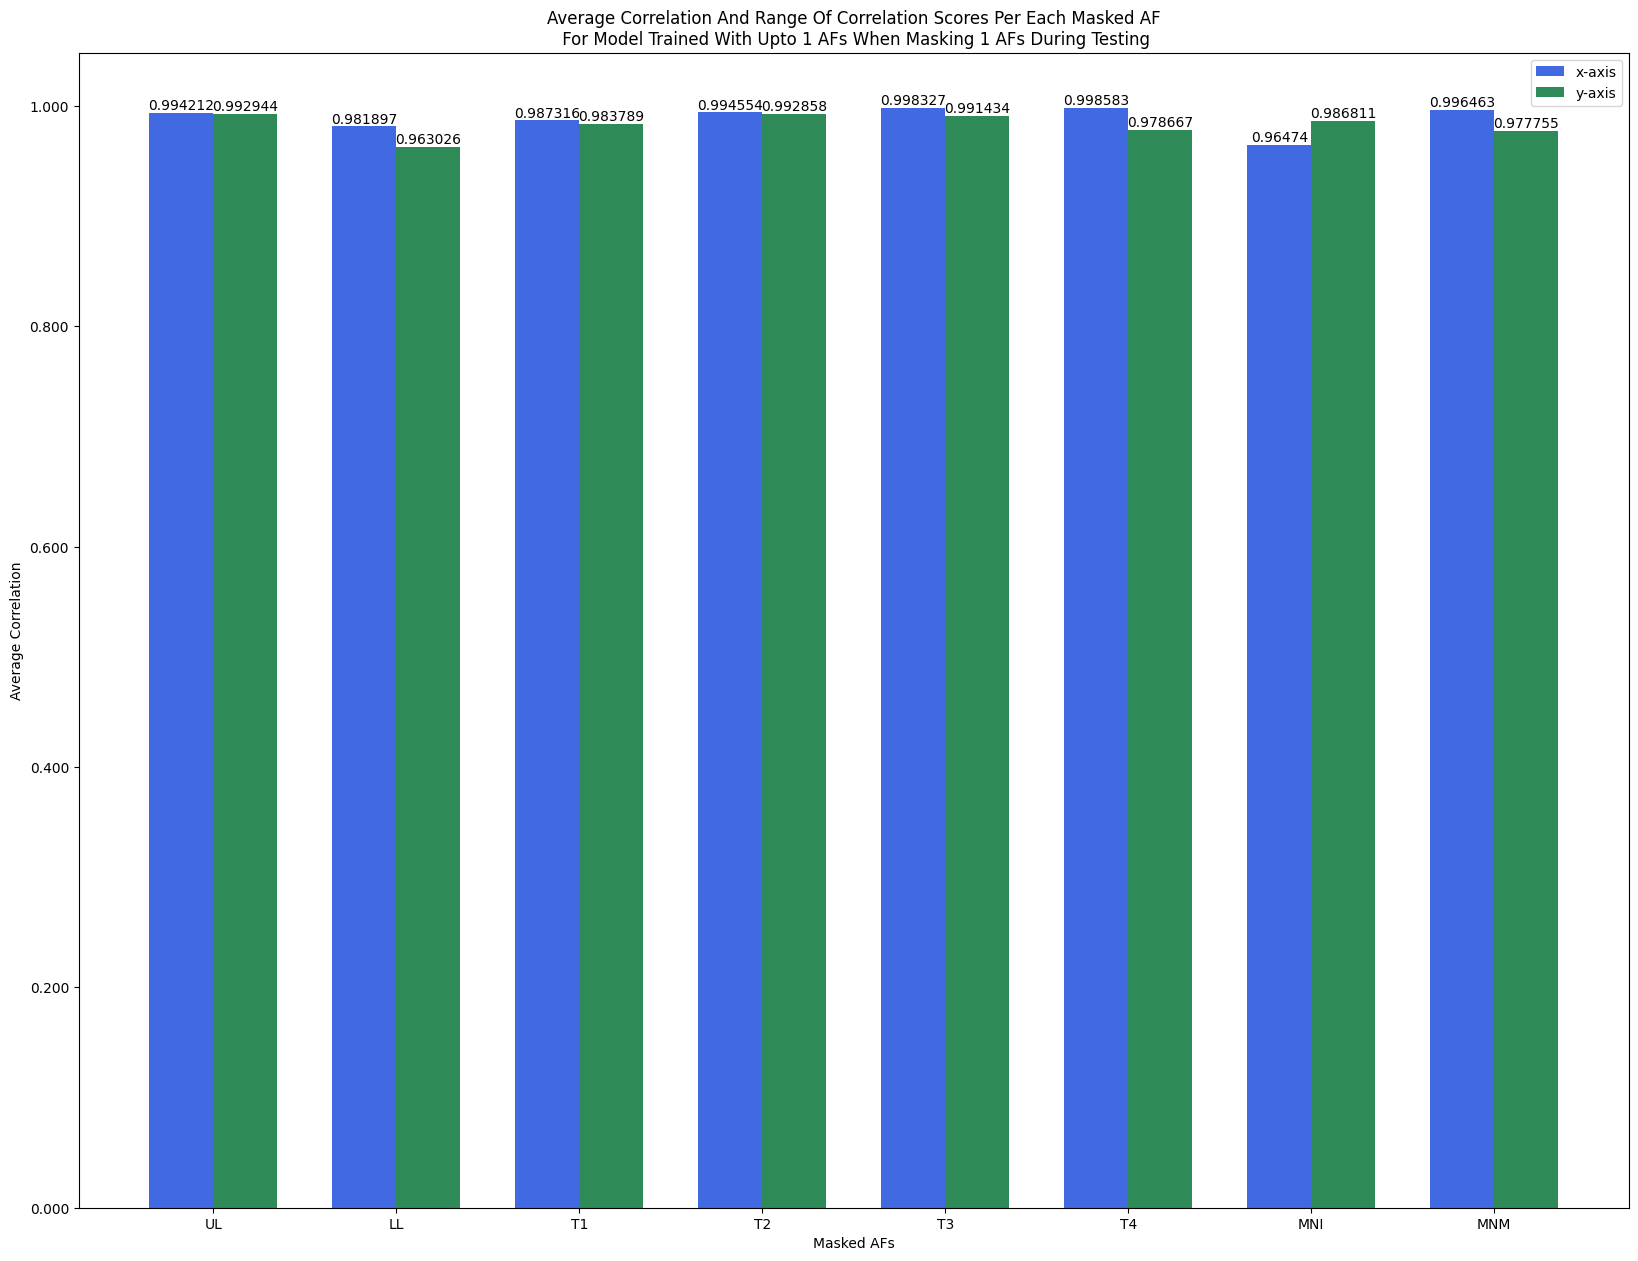 Average Correlation And Range Of Correlation Scores Per Each Masked AF
For Model Trained With Upto 1 AFs When Masking 1 AFs During Testing
x-axis
y-axis
1.000
0.800
0.600
0.400
0.200
0.000
Average Correlation
0.994212 0.992944
0.981897 0.963026
0.987316 0.983789
0.994554 0.992858
0.998327 0.991434
0.998583 0.978667
0.96474 0.986811
0.996463 0.977755
UL LL T1 T2 T3 T4 MNI MNM
Masked AFs